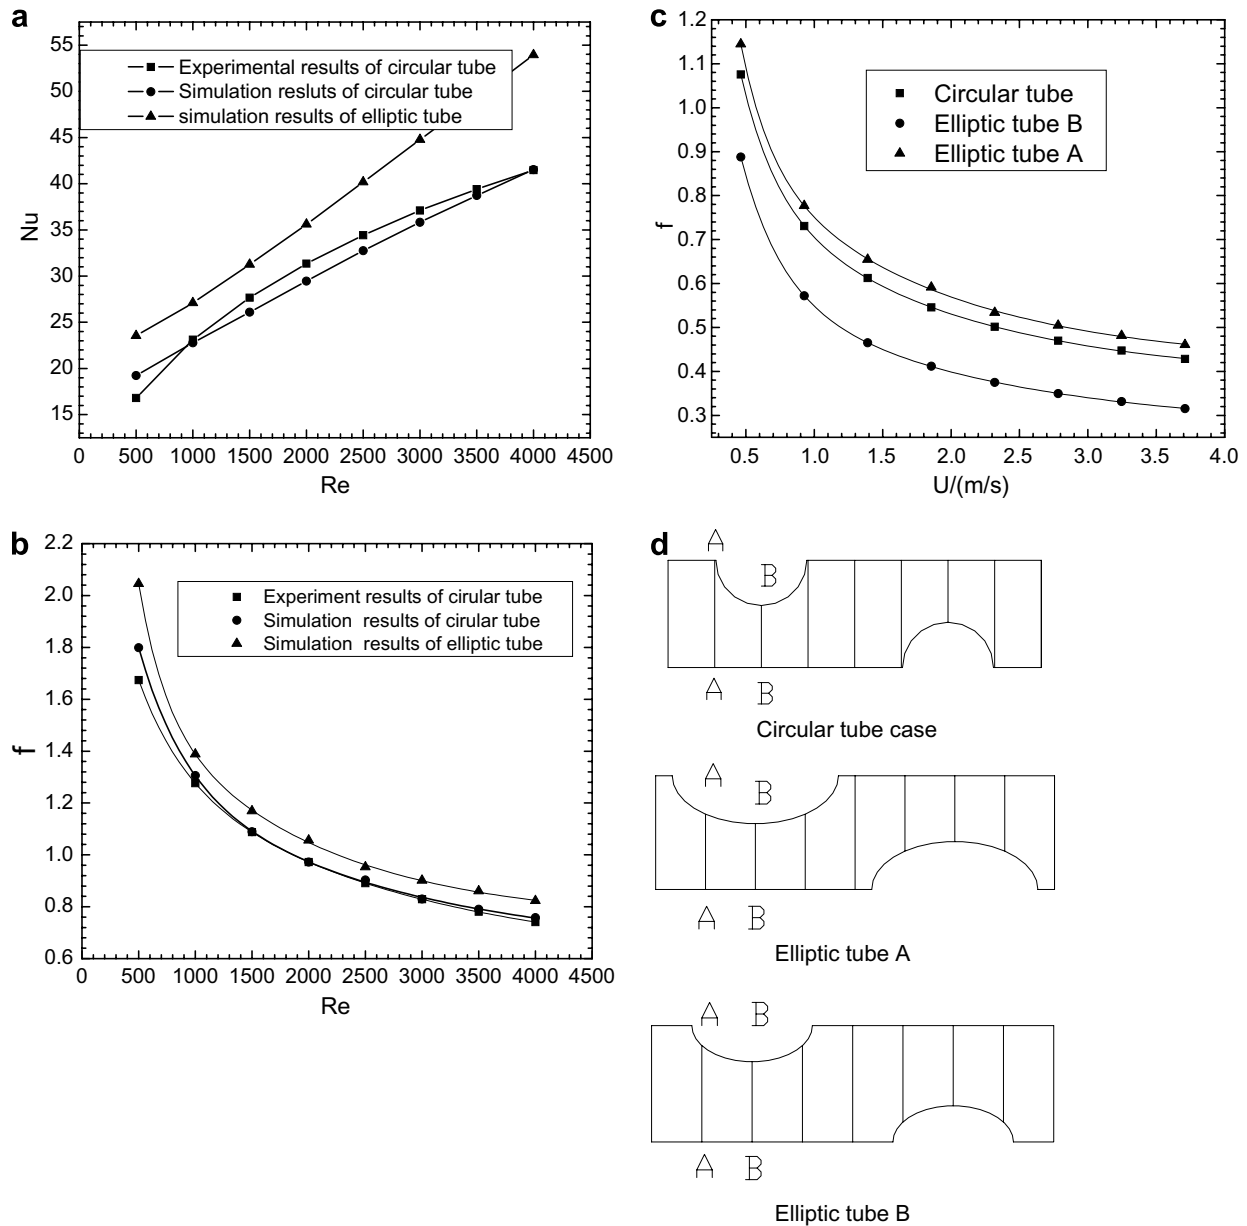 a
55
50
45
40
35
30
25
20
15
Nu
Experimental results of circular tube
Simulation resluts of circular tube
simulation results of elliptic tube
0 500 1000 1500 2000 2500 3000 3500 4000 4500
Re
c
1.2
1.1
1.0
0.9
0.8
0.7
0.6
0.5
0.4
0.3
f
Circular tube
Elliptic tube B
Elliptic tube A
0.5 1.0 1.5 2.0 2.5 3.0 3.5 4.0
U/(m/s)
b
2.2
2.0
1.8
1.6
1.4
1.2
1.0
0.8
0.6
f
Experiment results of cirular tube
Simulation results of cirular tube
Simulation results of elliptic tube
0 500 1000 1500 2000 2500 3000 3500 4000 4500
Re
d
A
B
A B
Circular tube case
A B
A B
Elliptic tube A
A B
A B
Elliptic tube B